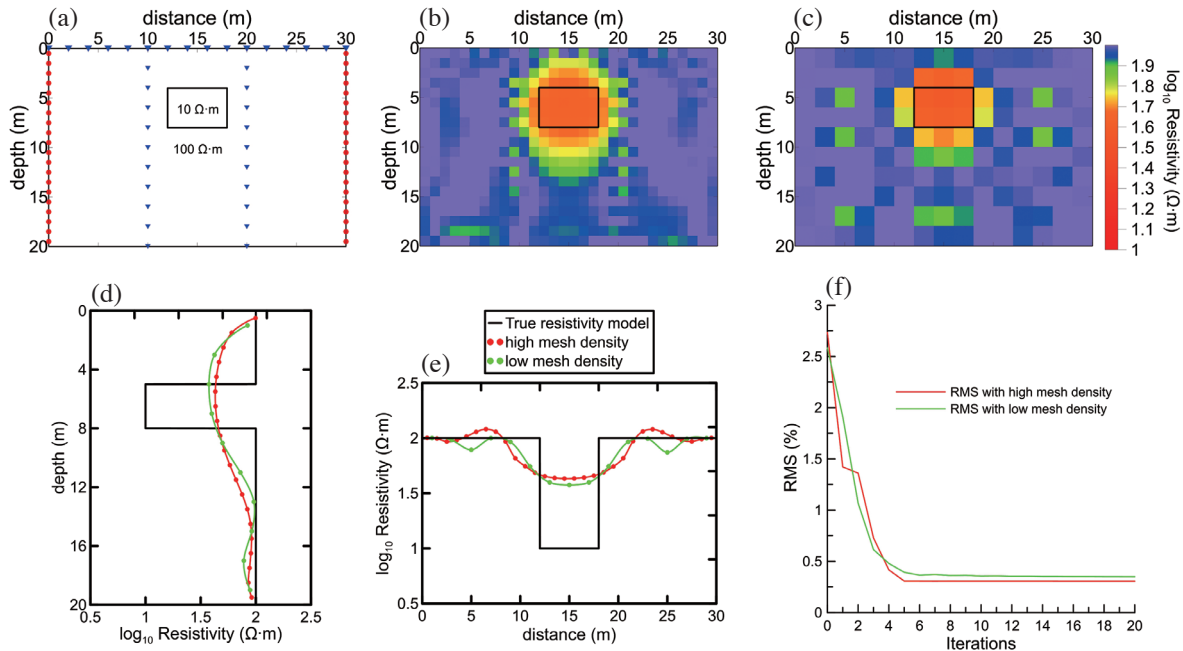 (a)
distance (m)
0 5 10 15 20 25 30
depth (m)
0
5
10
15
20
10 Ω·m
100 Ω·m
(b)
distance (m)
0 5 10 15 20 25 30
depth (m)
0
5
10
15
20
(c)
distance (m)
0 5 10 15 20 25 30
depth (m)
0
5
10
15
20
1.9
1.8
1.7
1.6
1.5
1.4
1.3
1.2
1.1
1
log10 Resistivity (Ω·m)
(d)
depth (m)
0
4
8
12
16
20
0.5 1 1.5 2 2.5
log10 Resistivity (Ω·m)
True resistivity model
high mesh density
low mesh density
(e)
log10 Resistivity (Ω·m)
2.5
2
1.5
1
0.5
0 5 10 15 20 25 30
distance (m)
(f)
RMS (%)
3
2.5
2
1.5
1
0.5
0
RMS with high mesh density
RMS with low mesh density
0 2 4 6 8 10 12 14 16 18 20
Iterations